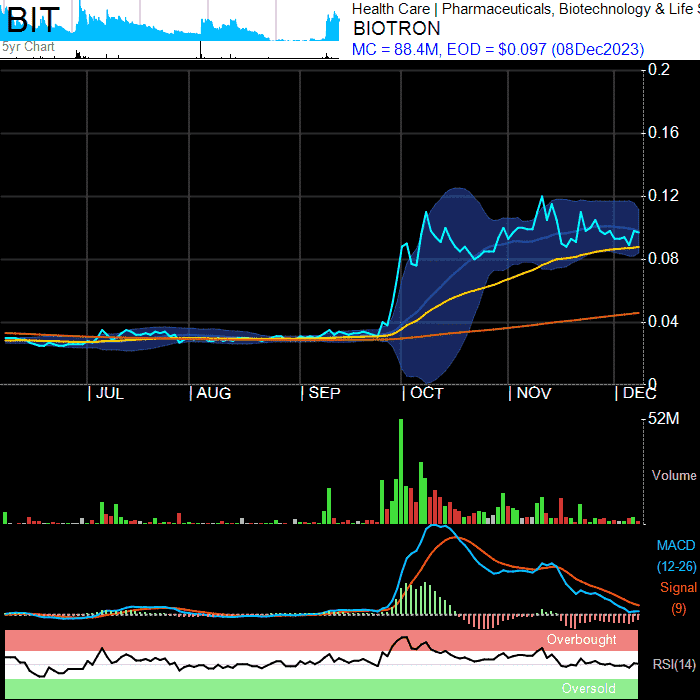 BIT
5yr Chart
Health Care | Pharmaceuticals, Biotechnology & Life S
BIOTRON
MC = 88.4M, EOD = $0.097 (08Dec2023)
0.2
0.16
0.12
0.08
0.04
0
JUL AUG SEP OCT NOV DEC
52M
Volume
MACD
(12-26)
Signal
(9)
Overbought
RSI(14)
Oversold